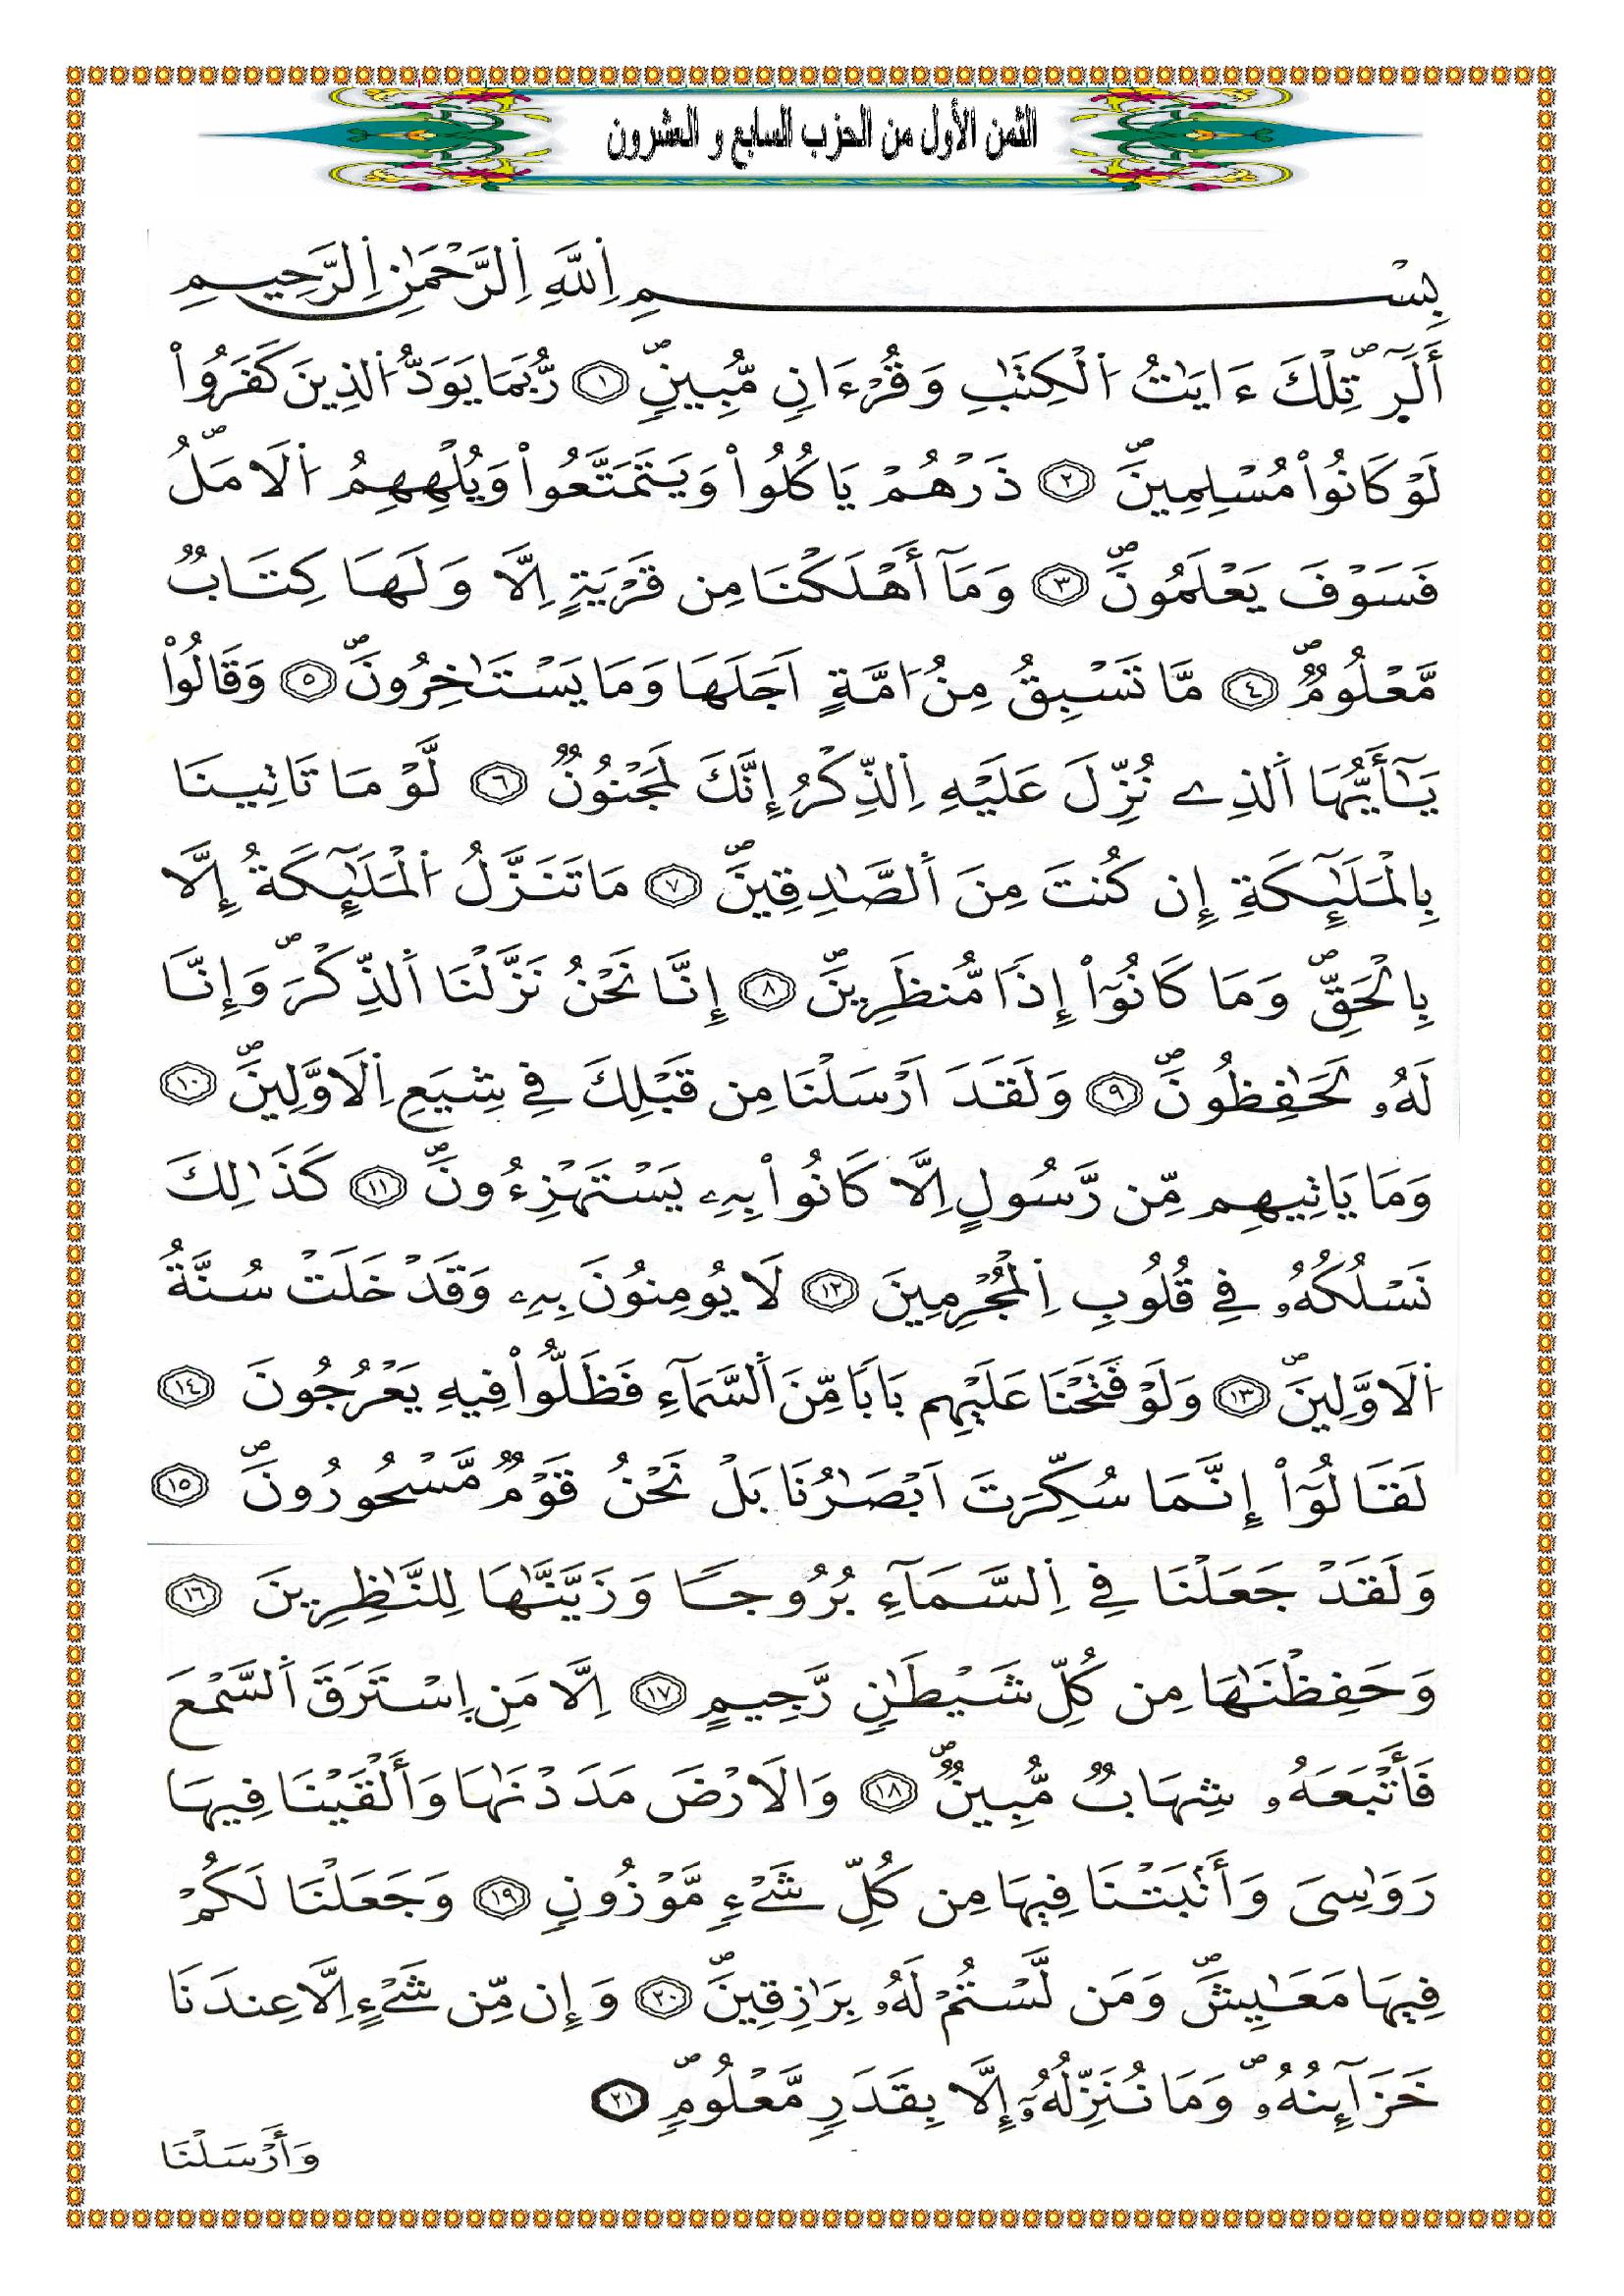 الثمن الأول من الحزب السابع و العشرون
بِسْمِ اِ۬للَّهِ اِ۬لرَّحْمَٰنِ اِ۬لرَّحِيمِ
أَلَٓرٌۖ تِلْكَ ءَايَٰتُ اُ۬لْكِتَٰبِ وَقُرْءَانٖ مُّبِينٖۖ ١ رُّبَمَا يَوَدُّ اُ۬لذِينَ كَفَرُواْ
لَوْ كَانُواْ مُسْلِمِينَۖ ٢ ذَرْهُمْ يَاكُلُواْ وَيَتَمَتَّعُواْ وَيُلْهِهِمُ اُ۬لَامَلُۖ
فَسَوْفَ يَعْلَمُونَۖ ٣ وَمَآ أَهْلَكْنَا مِن قَرْيَةٍ اِلَّا وَلَهَا كِتَابٞ
مَّعْلُومٞۖ ٤ مَّا تَسْبِقُ مِنُ ا۟مَّةٍ اَجَلَهَا وَمَا يَسْتَٰخِرُونَۖ ٥ وَقَالُواْ
يَٰٓأَيُّهَا اَ۬لذِے نُزِّلَ عَلَيْهِ اِ۬لذِّكْرُ إِنَّكَ لَمَجْنُونٞ ٦ لَّوْ مَا تَاتِينَا
بِالْمَلَٰٓئِكَةِ إِن كُنتَ مِنَ اَ۬لصَّٰدِقِينَۖ ٧ مَا تَنَزَّلُ اُ۬لْمَلَٰٓئِكَةُ إِلَّا
بِالْحَقِّۖ وَمَا كَانُوٓاْ إِذاٗ مُّنظَرِينَۖ ٨ إِنَّا نَحْنُ نَزَّلْنَا اَ۬لذِّكْرَۖ وَإِنَّا
لَهُۥ لَحَٰفِظُونَۖ ٩ وَلَقَدَ اَرْسَلْنَا مِن قَبْلِكَ فِي شِيَعِ اِ۬لَاوَّلِينَۖ ١٠
وَمَا يَاتِيهِم مِّن رَّسُولٍ اِلَّا كَانُواْ بِهِۦ يَسْتَهْزِءُونَۖ ١١ كَذَٰلِكَ
نَسْلُكُهُۥ فِي قُلُوبِ اِ۬لْمُجْرِمِينَ ١٢ لَا يُومِنُونَ بِهِۦ وَقَدْ خَلَتْ سُنَّةُ
اُ۬لَاوَّلِينَۖ ١٣ وَلَوْ فَتَحْنَا عَلَيْهِم بَاباٗ مِّنَ اَ۬لسَّمَآءِ فَظَلُّواْ فِيهِ يَعْرُجُونَ ١٤
لَقَالُوٓاْ إِنَّمَا سُكِّرَتَ اَبْصَٰرُنَا بَلْ نَحْنُ قَوْمٞ مَّسْحُورُونَۖ ١٥
وَلَقَدْ جَعَلْنَا فِي اِ۬لسَّمَآءِ بُرُوجاٗ وَزَيَّنَّٰهَا لِلنَّٰظِرِينَ ١٦
وَحَفِظْنَٰهَا مِن كُلِّ شَيْطَٰنٖ رَّجِيمٍ ١٧ اِلَّا مَنِ اِ۪سْتَرَقَ اَ۬لسَّمْعَ
فَأَتْبَعَهُۥ شِهَابٞ مُّبِينٞۖ ١٨ وَالَارْضَ مَدَدْنَٰهَا وَأَلْقَيْنَا فِيهَا
رَوَٰسِيَ وَأَنۢبَتْنَا فِيهَا مِن كُلِّ شَےْءٖ مَّوْزُونٖ ١٩ وَجَعَلْنَا لَكُمْ
فِيهَا مَعَٰيِشَۖ وَمَن لَّسْتُمْ لَهُۥ بِرَٰزِقِينَۖ ٢٠ وَإِن مِّن شَےْءٍ اِلَّا عِندَنَا
خَزَآئِنُهُۥۖ وَمَا نُنَزِّلُهُۥٓ إِلَّا بِقَدَرٖ مَّعْلُومٖۖ ٢١
وَأَرْسَلْنَا